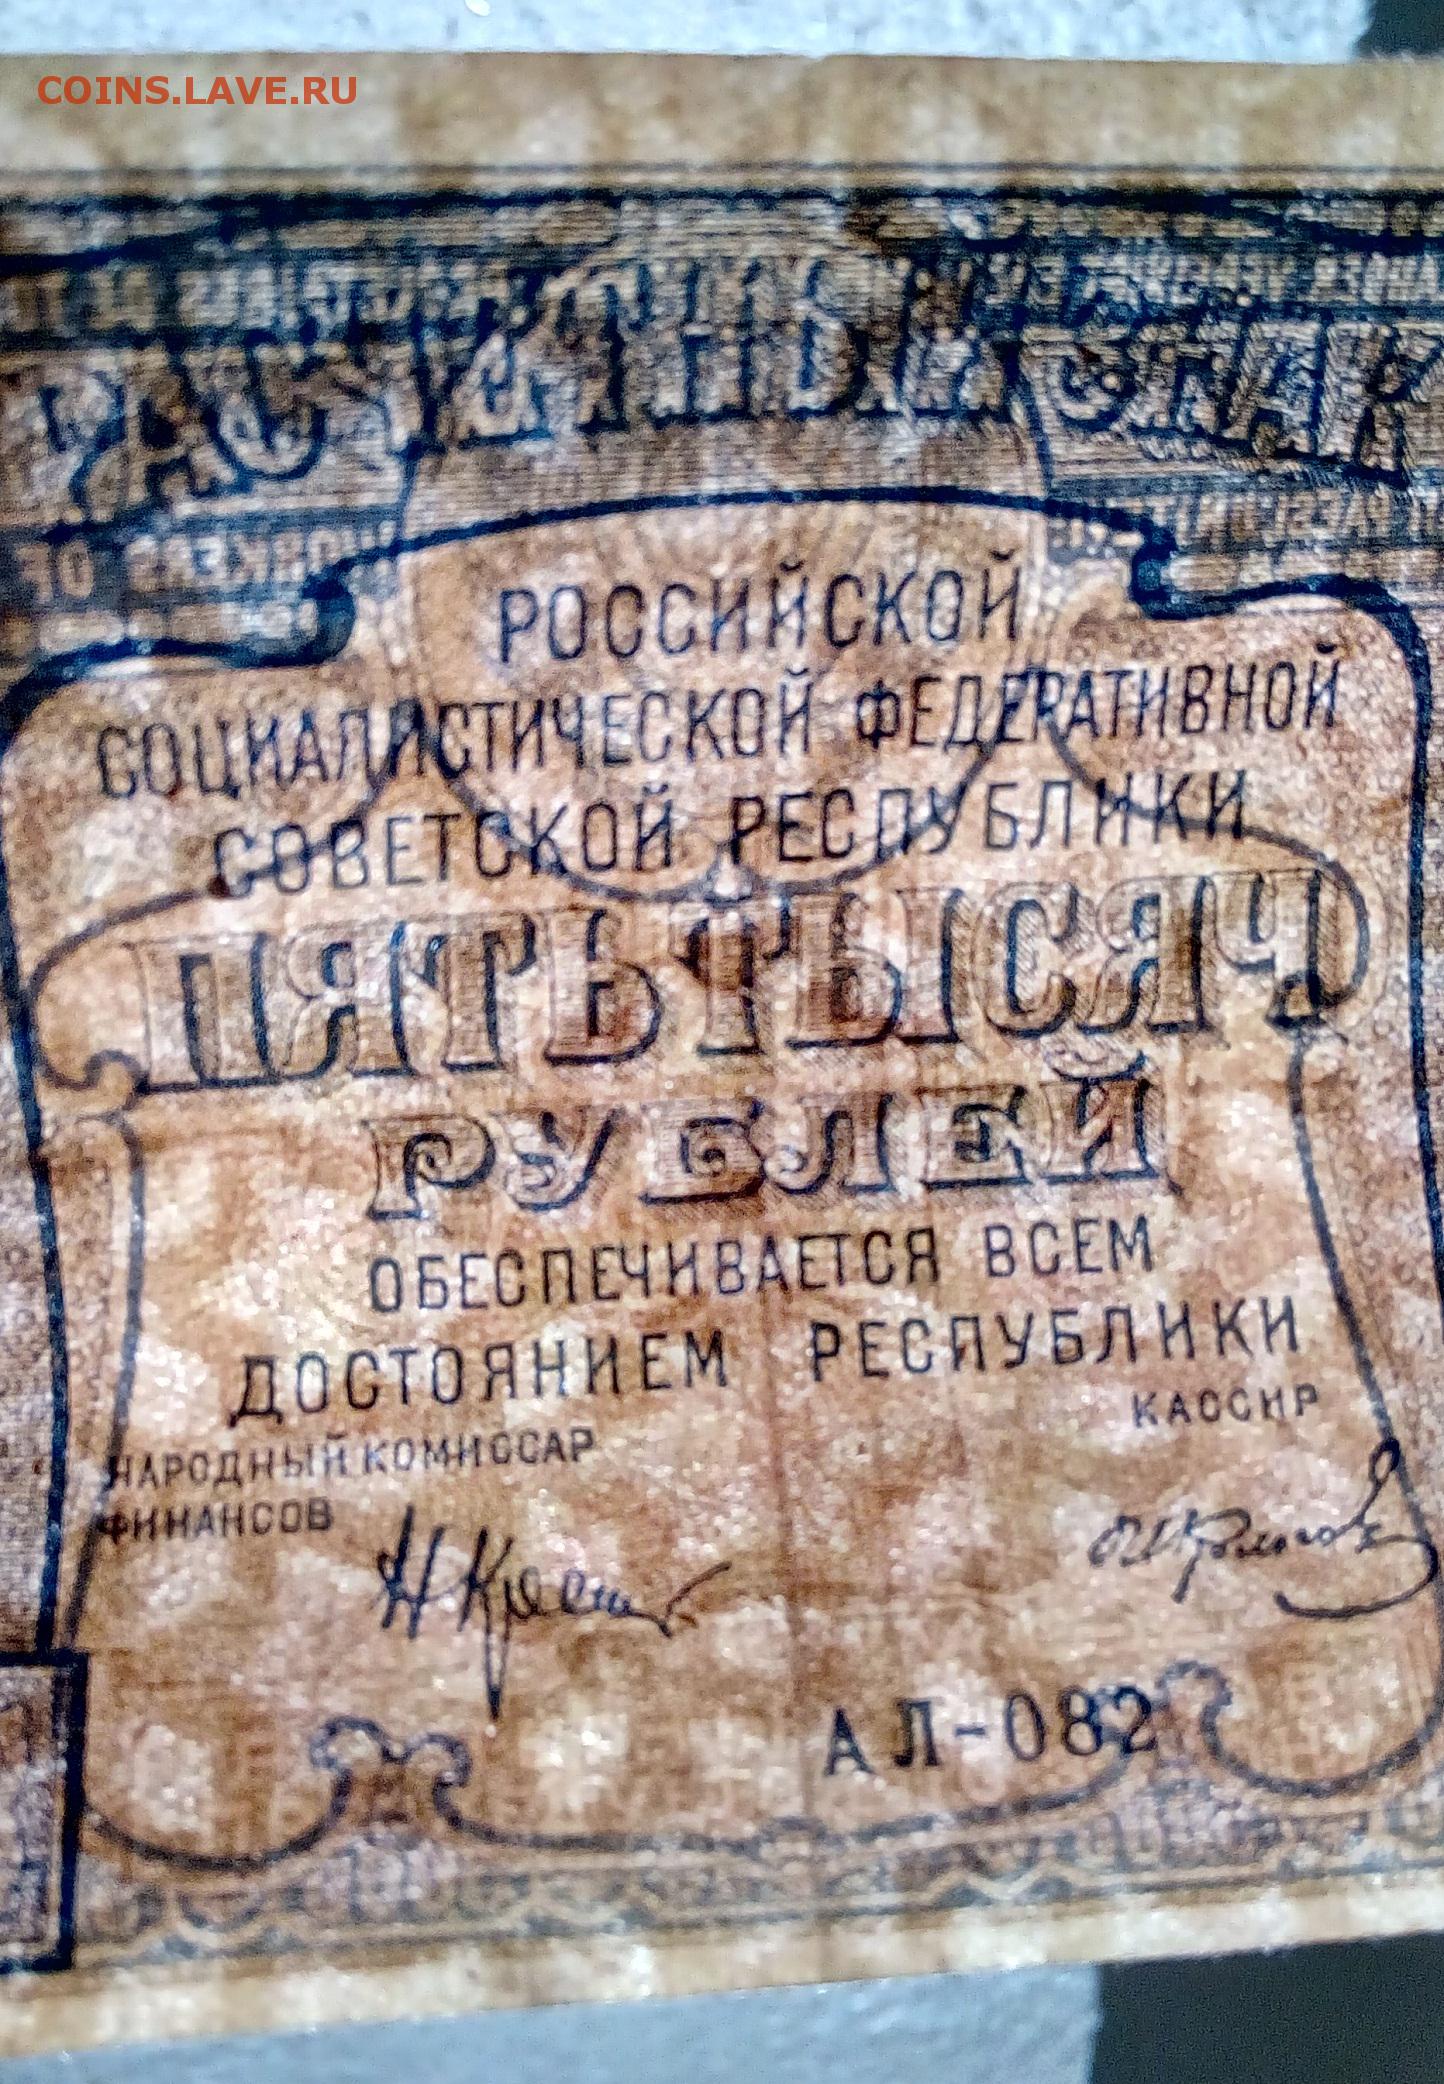 COINS.LAVE.RU
РАСЧЕТНЫЙ ЗНАК
РОССИЙСКОЙ
СОЦИАЛИСТИЧЕСКОЙ ФЕДЕРАТИВНОЙ
СОВЕТСКОЙ РЕСПУБЛИКИ
ПЯТЬ ТЫСЯЧ
РУБЛЕЙ
ОБЕСПЕЧИВАЕТСЯ ВСЕМ
ДОСТОЯНИЕМ РЕСПУБЛИКИ
КАССИР
НАРОДНЫЙ КОМИССАР
ФИНАНСОВ
АЛ-082